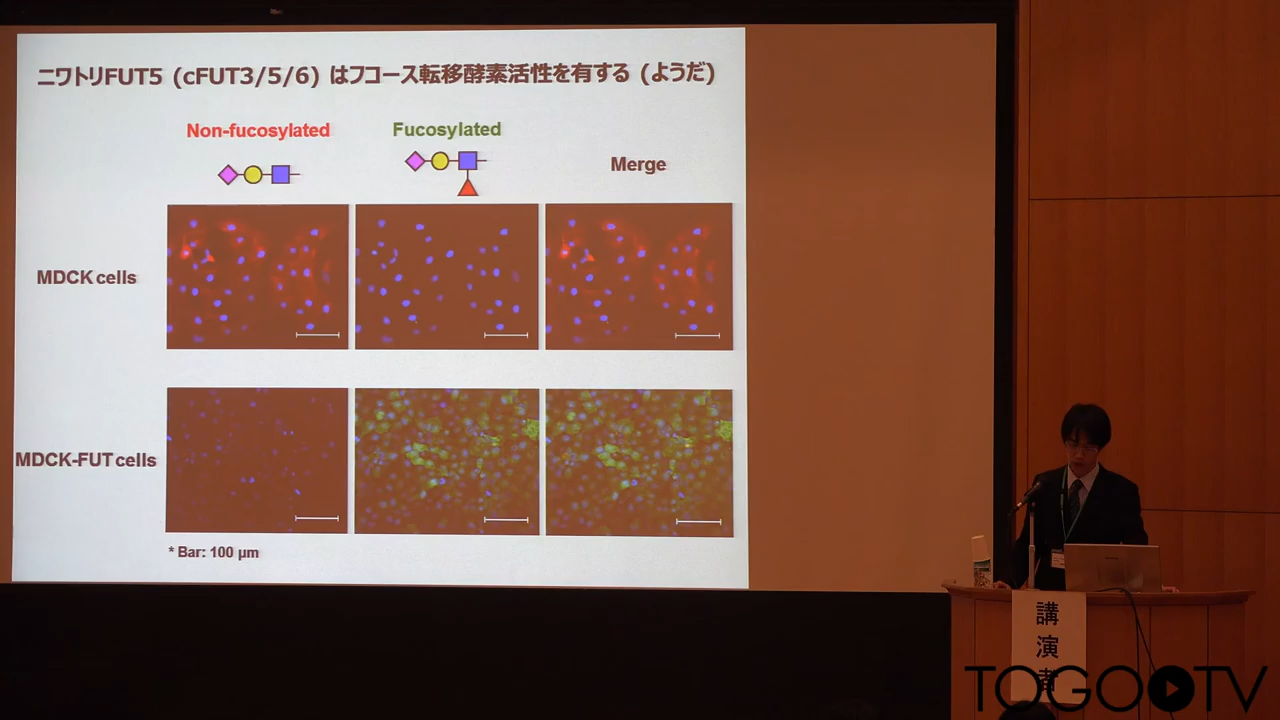 ニワトリFUT5 (cFUT3/5/6) はフコース転移酵素活性を有する (ようだ)
Non-fucosylated
Fucosylated
Merge
MDCK cells
MDCK-FUT cells
* Bar: 100 μm
講演者
TOGOTV